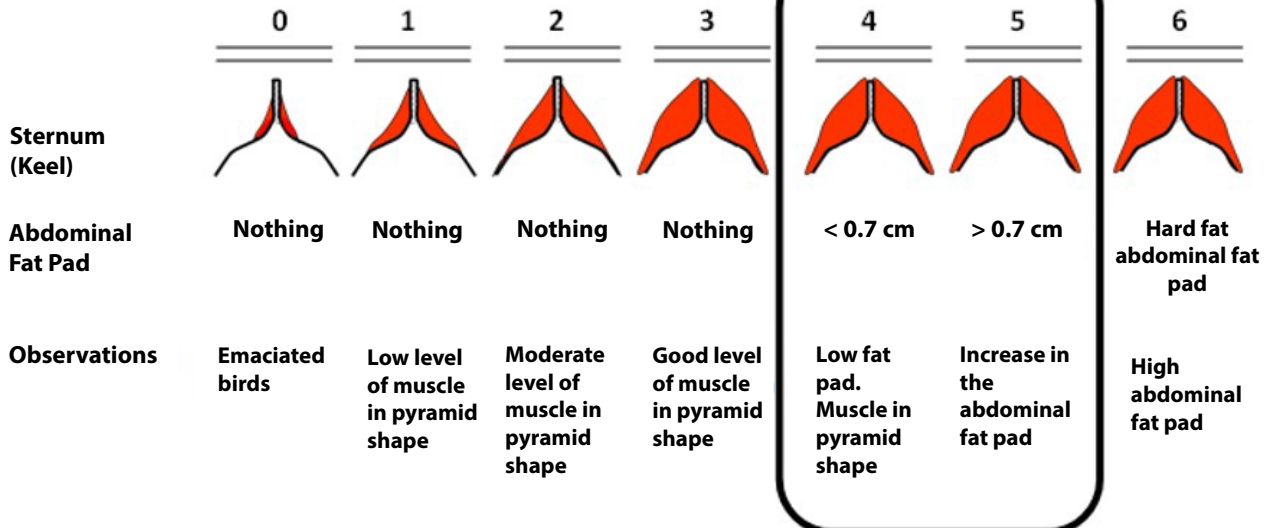 0 1 2 3 4 5 6
Sternum
(Keel)
Abdominal
Fat Pad
Nothing
Nothing
Nothing
Nothing
< 0.7 cm
> 0.7 cm
Hard fat
abdominal fat
pad
Observations
Emaciated
birds
Low level
of muscle
in pyramid
shape
Moderate
level of
muscle in
pyramid
shape
Good level
of muscle
in pyramid
shape
Low fat
pad.
Muscle in
pyramid
shape
Increase in
the
abdominal
fat pad
High
abdominal
fat pad